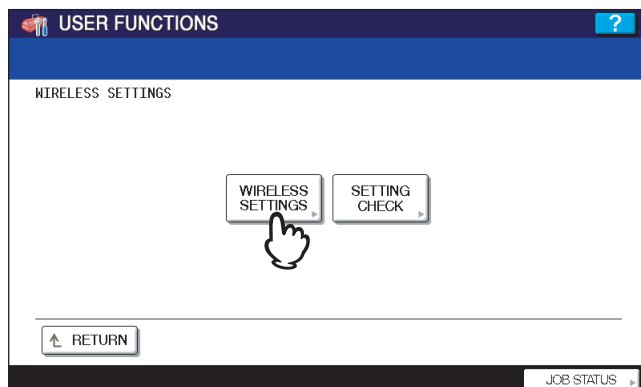 USER FUNCTIONS
?
WIRELESS SETTINGS
WIRELESS
SETTINGS
SETTING
CHECK
RETURN
JOB STATUS